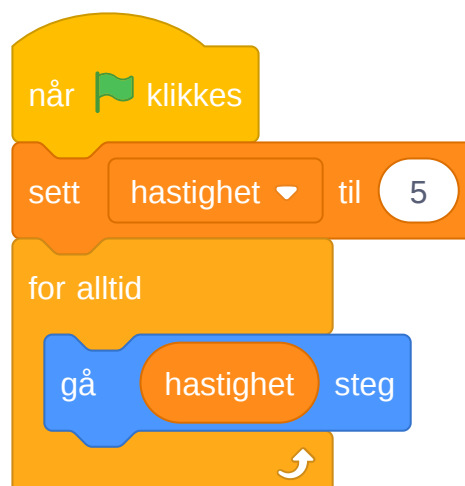 når klikkes
sett hastighet til 5
for alltid
gå hastighet steg